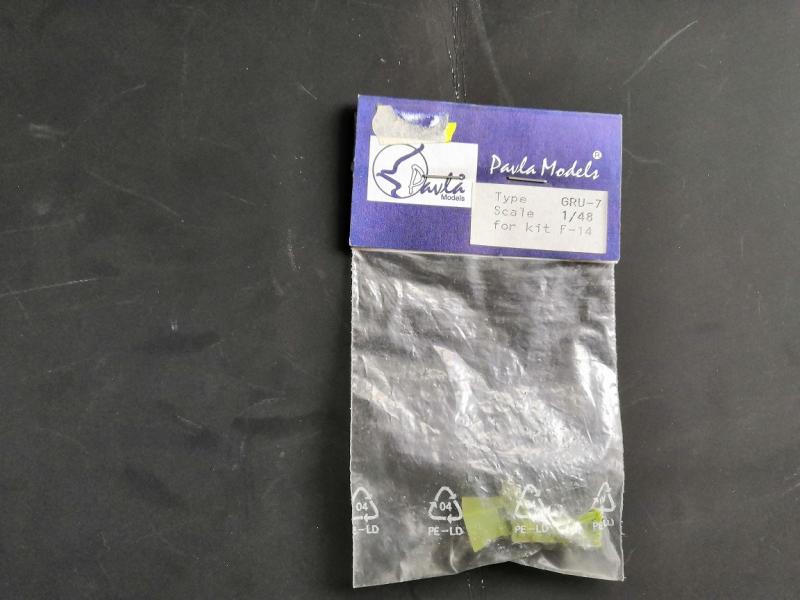 Pavla
Models
Pavla Models®
Type GRU-7
Scale 1/48
for kit F-14
04
PE-LD
04
PE-LD
PE-LD